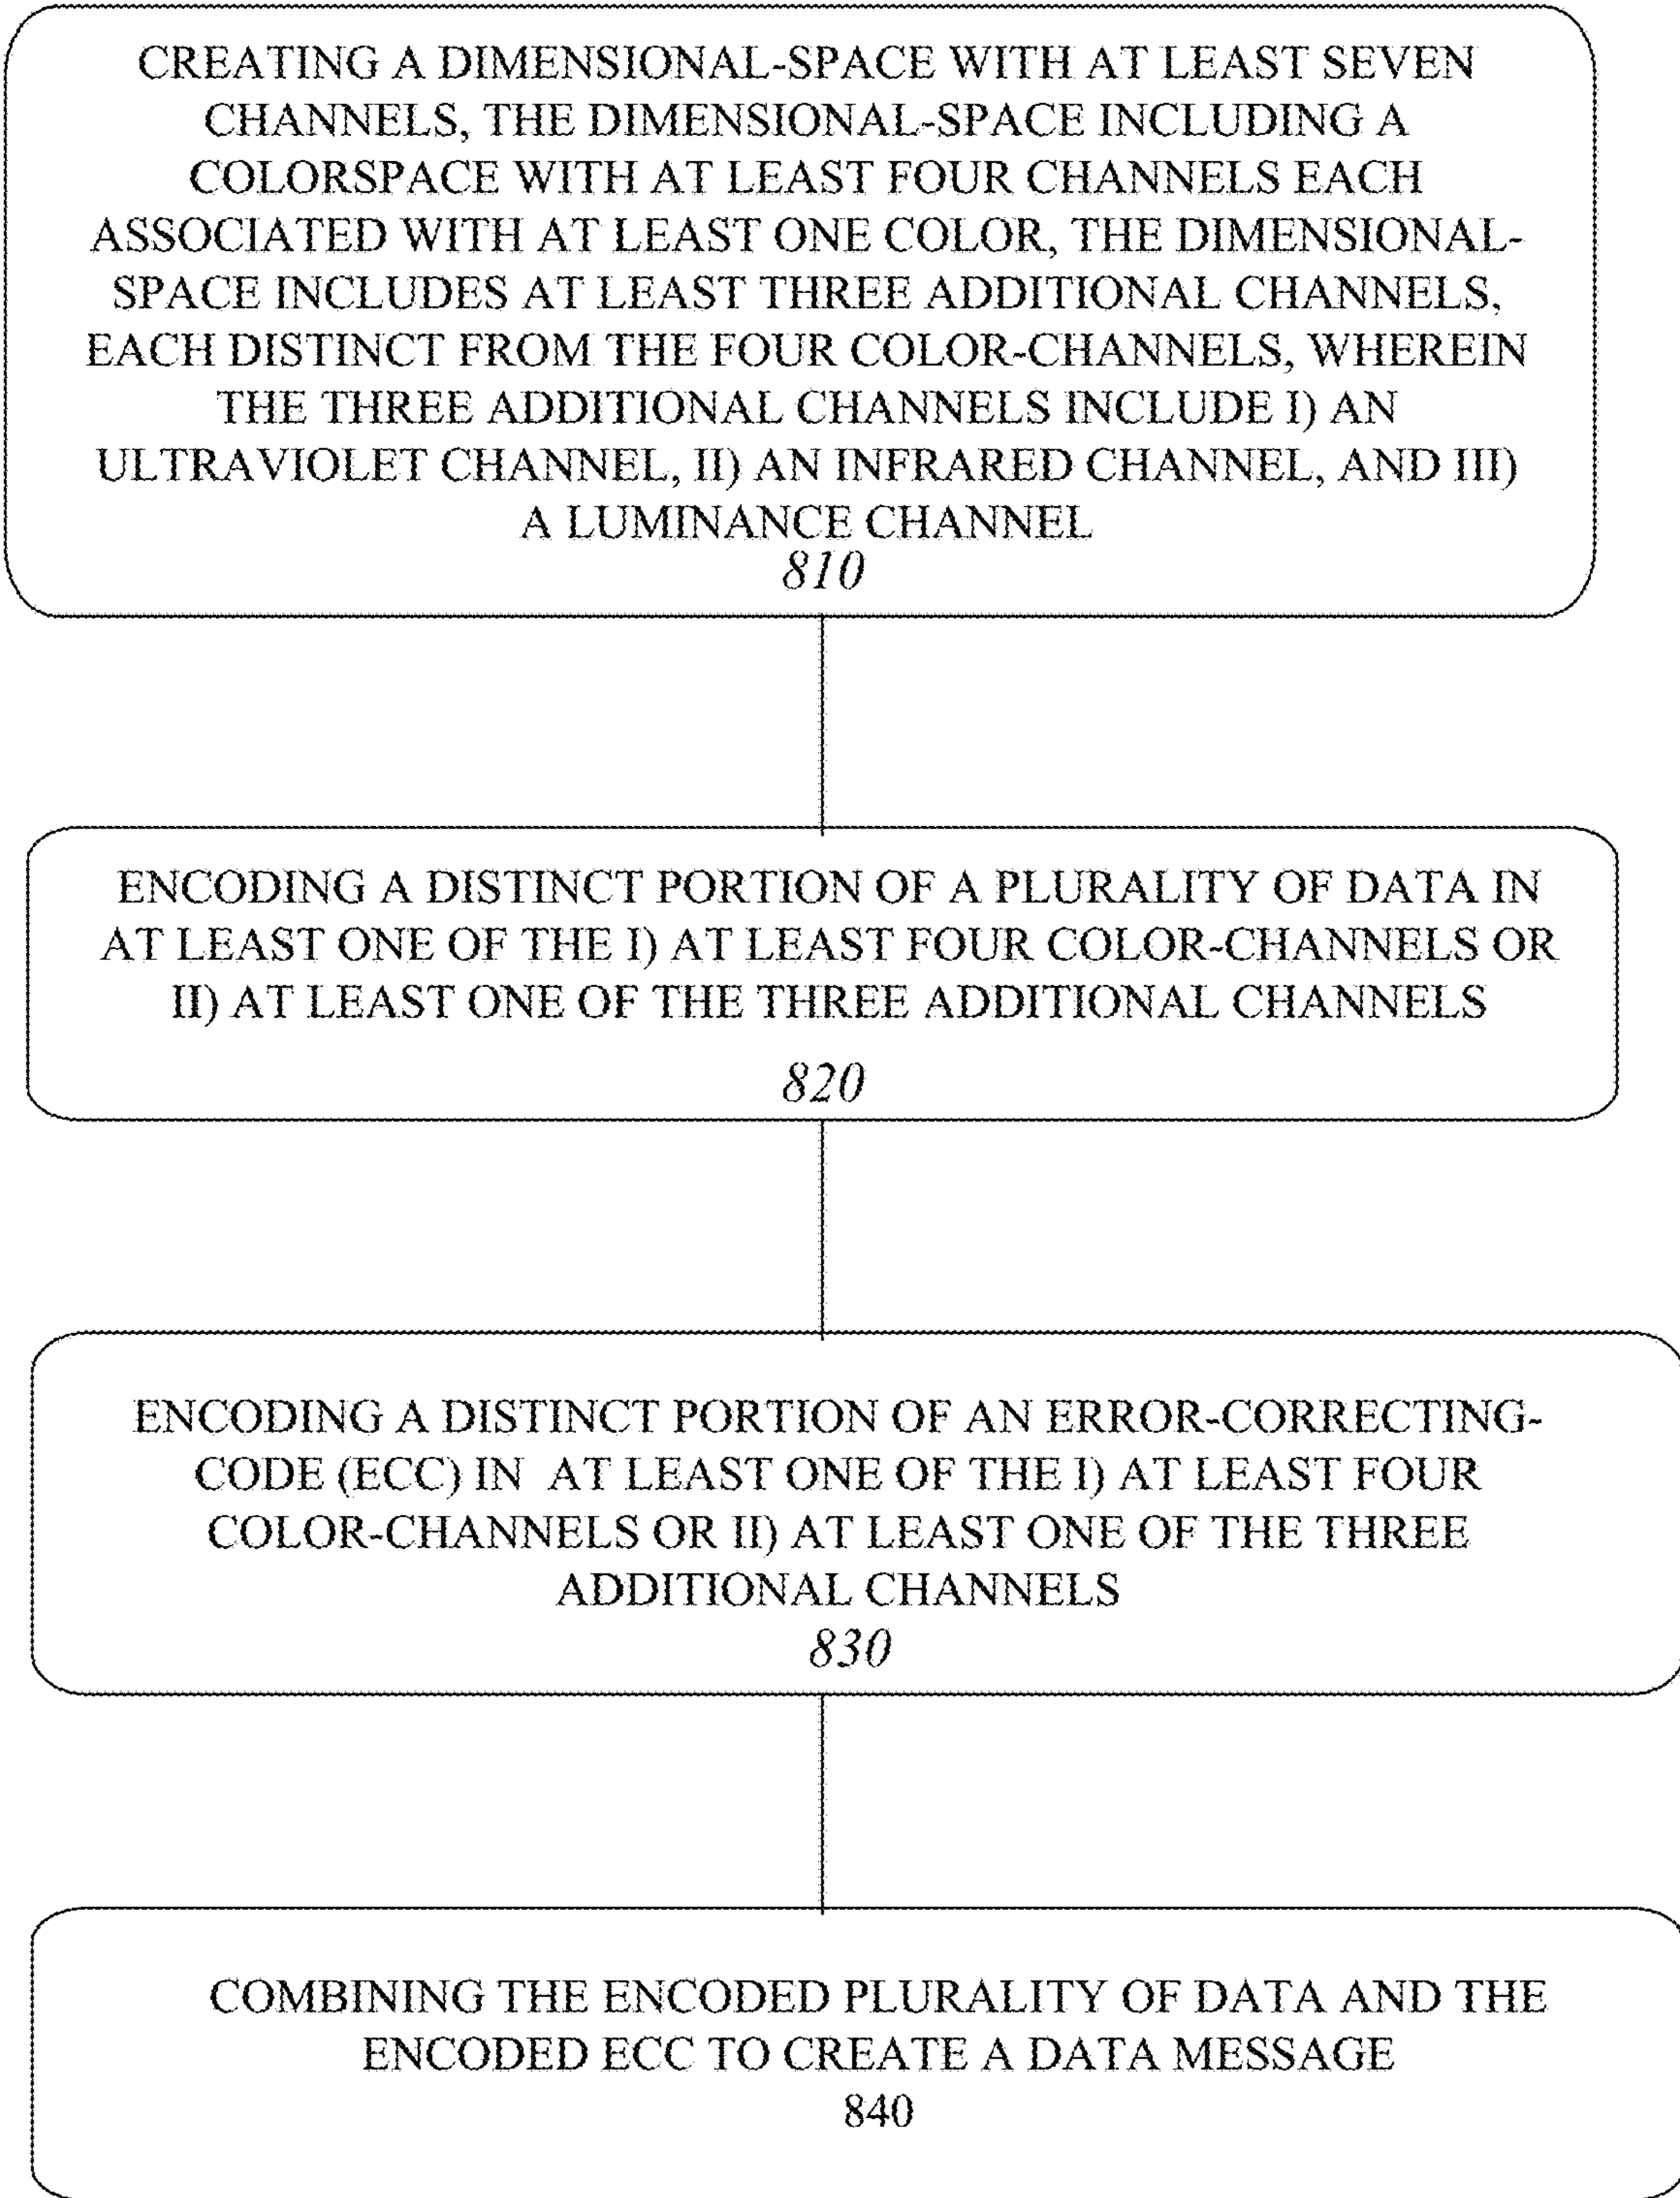 CREATING A DIMENSIONAL-SPACE WITH AT LEAST SEVEN
CHANNELS, THE DIMENSIONAL-SPACE INCLUDING A
COLORSPACE WITH AT LEAST FOUR CHANNELS EACH
ASSOCIATED WITH AT LEAST ONE COLOR, THE DIMENSIONAL-
SPACE INCLUDES AT LEAST THREE ADDITIONAL CHANNELS,
EACH DISTINCT FROM THE FOUR COLOR-CHANNELS, WHEREIN
THE THREE ADDITIONAL CHANNELS INCLUDE I) AN
ULTRAVIOLET CHANNEL, II) AN INFRARED CHANNEL, AND III)
A LUMINANCE CHANNEL
810
ENCODING A DISTINCT PORTION OF A PLURALITY OF DATA IN
AT LEAST ONE OF THE I) AT LEAST FOUR COLOR-CHANNELS OR
II) AT LEAST ONE OF THE THREE ADDITIONAL CHANNELS
820
ENCODING A DISTINCT PORTION OF AN ERROR-CORRECTING-
CODE (ECC) IN AT LEAST ONE OF THE I) AT LEAST FOUR
COLOR-CHANNELS OR II) AT LEAST ONE OF THE THREE
ADDITIONAL CHANNELS
830
COMBINING THE ENCODED PLURALITY OF DATA AND THE
ENCODED ECC TO CREATE A DATA MESSAGE
840